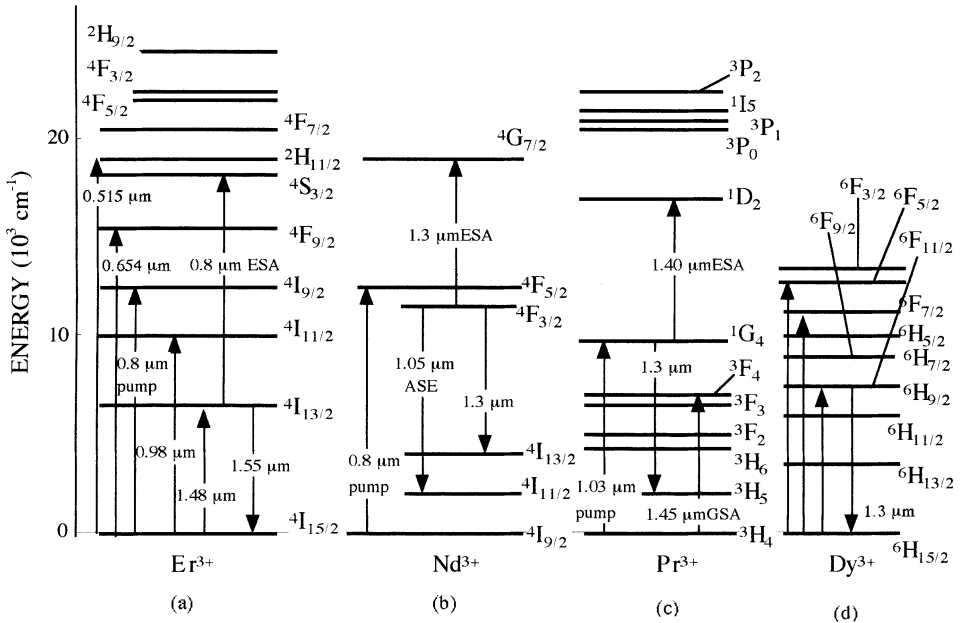 ENERGY (10³ cm⁻¹)
20
10
0
²H₉/₂
⁴F₃/₂
⁴F₅/₂
⁴F₇/₂
²H₁₁/₂
⁴S₃/₂
0.515 μm
⁴F₉/₂
0.654 μm
0.8 μm ESA
⁴I₉/₂
⁴I₁₁/₂
0.8 μm
pump
⁴I₁₃/₂
0.98 μm
1.55 μm
1.48 μm
⁴I₁₅/₂
Er³⁺
(a)
⁴G₇/₂
1.3 μmESA
⁴F₅/₂
⁴F₃/₂
1.05 μm
ASE
1.3 μm
0.8 μm
pump
⁴I₁₃/₂
⁴I₁₁/₂
⁴I₉/₂
Nd³⁺
(b)
³P₂
¹I5
³P₁
³P₀
¹D₂
1.40 μmESA
¹G₄
1.3 μm
³F₄
³F₃
³F₂
³H₆
1.03 μm
pump
³H₅
1.45 μmGSA
³H₄
Pr³⁺
(c)
⁶F₃/₂
⁶F₅/₂
⁶F₉/₂
⁶F₁₁/₂
⁶F₇/₂
⁶H₅/₂
⁶H₇/₂
⁶H₉/₂
⁶H₁₁/₂
⁶H₁₃/₂
1.3 μm
⁶H₁₅/₂
Dy³⁺
(d)